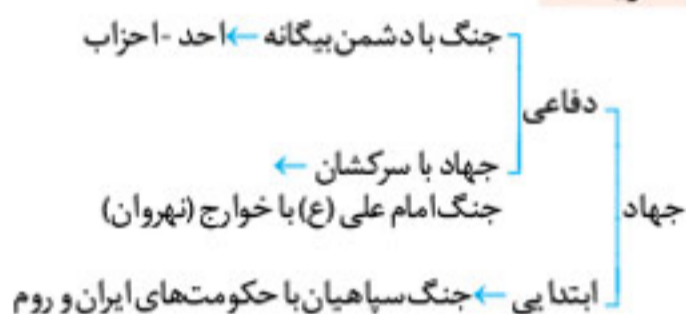 جنگ با دشمن بیگانه ← احد - احزاب
دفاعی
جهاد با سرکشان ←
جنگ امام علی (ع) با خوارج (نهروان)
جهاد
ابتدایی ← جنگ سپاهیان با حکومت‌های ایران و روم